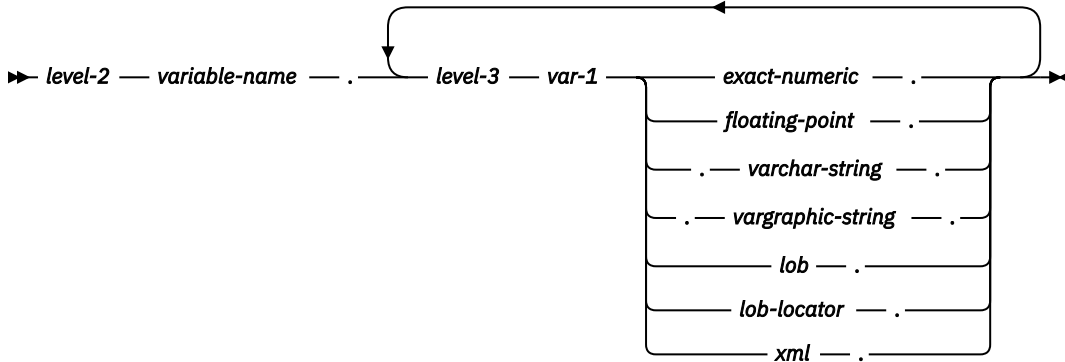 level-2 variable-name . level-3 var-1 exact-numeric .
floating-point .
. varchar-string .
. vargraphic-string .
lob .
lob-locator .
xml .